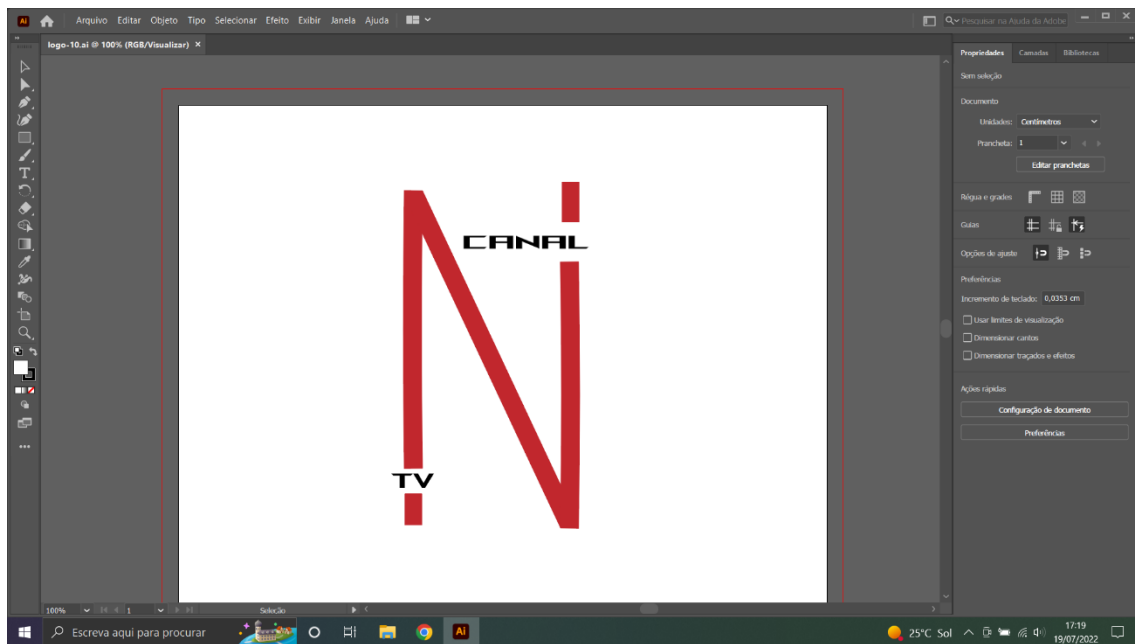 Ai Arquivo Editar Objeto Tipo Selecionar Efeito Exibir Janela Ajuda Pesquisar na Ajuda da Adobe
logo-10.ai @ 100% (RGB/Visualizar) ×
Propriedades Camadas Bibliotecas
Sem seleção
Documento
Unidades: Centímetros
Prancheta: 1
Editar pranchetas
Régua e grades
Guias
Opções de ajuste
Preferências
Incremento de teclado: 0,0353 cm
Usar limites de visualização
Dimensionar cantos
Dimensionar traçados e efeitos
Ações rápidas
Configuração de documento
Preferências
N
CANAL
TV
100% 1 Seleção
Escreva aqui para procurar Ai 25°C Sol 17:19
19/07/2022